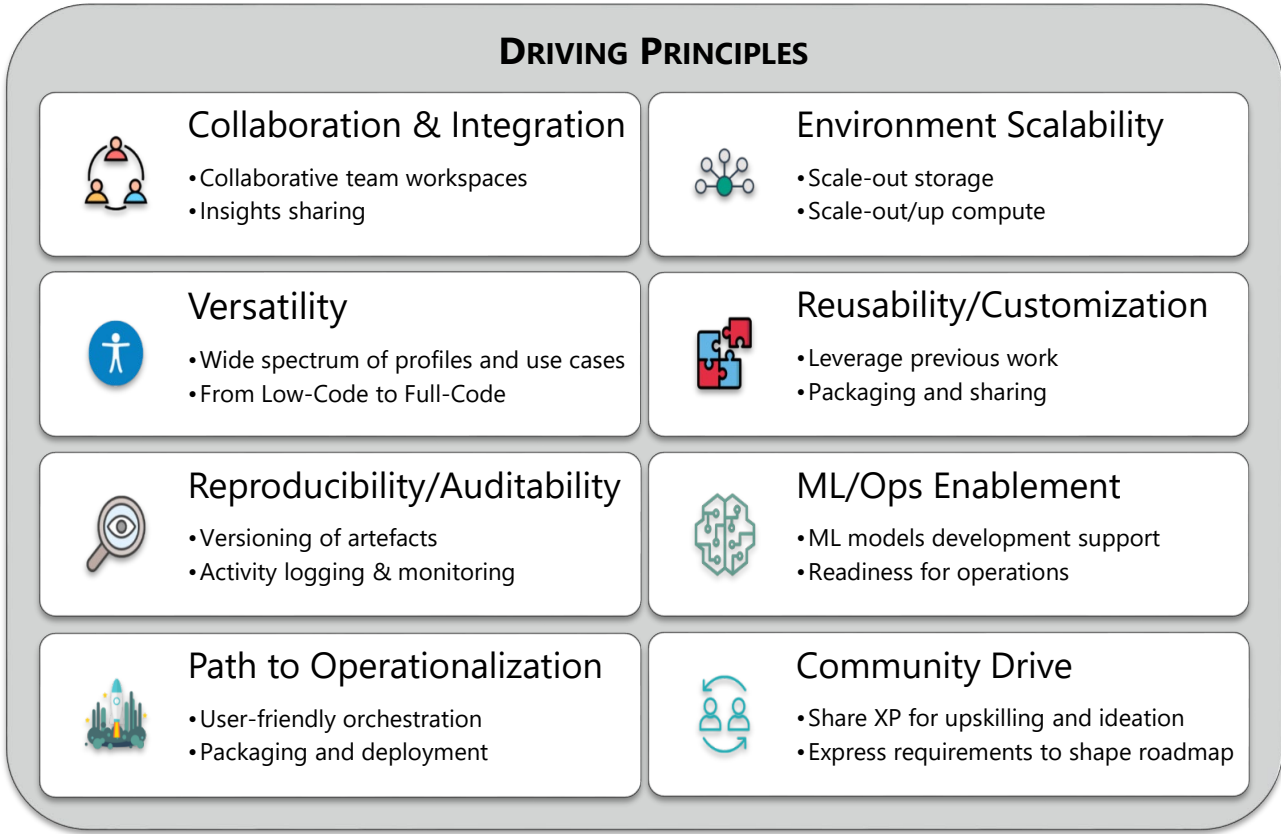 DRIVING PRINCIPLES
Collaboration & Integration
•Collaborative team workspaces
•Insights sharing
Environment Scalability
•Scale-out storage
•Scale-out/up compute
Versatility
•Wide spectrum of profiles and use cases
•From Low-Code to Full-Code
Reusability/Customization
•Leverage previous work
•Packaging and sharing
Reproducibility/Auditability
•Versioning of artefacts
•Activity logging & monitoring
ML/Ops Enablement
•ML models development support
•Readiness for operations
Path to Operationalization
•User-friendly orchestration
•Packaging and deployment
Community Drive
•Share XP for upskilling and ideation
•Express requirements to shape roadmap